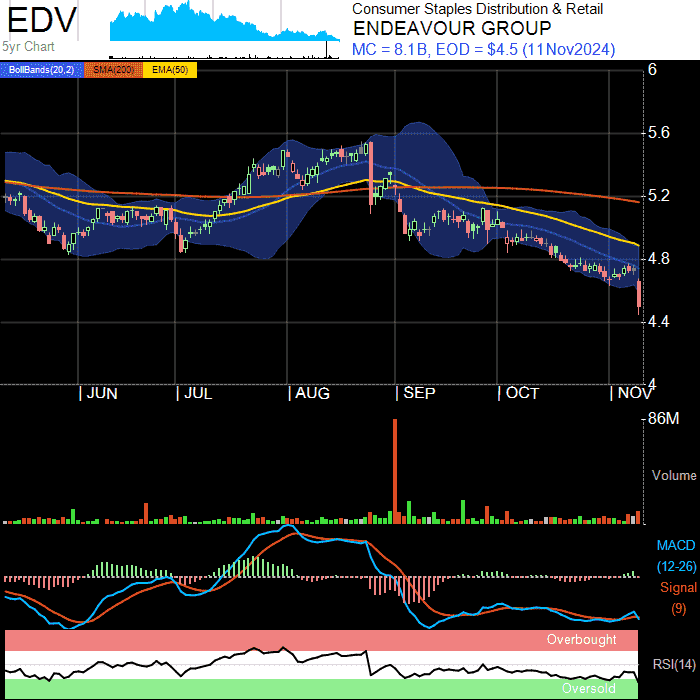 EDV
5yr Chart
Consumer Staples Distribution & Retail
ENDEAVOUR GROUP
MC = 8.1B, EOD = $4.5 (11Nov2024)
BollBands(20,2) SMA(200) EMA(50)
6
5.6
5.2
4.8
4.4
4
| JUN | JUL | AUG | SEP | OCT | NOV
86M
Volume
MACD
(12-26)
Signal
(9)
Overbought
RSI(14)
Oversold